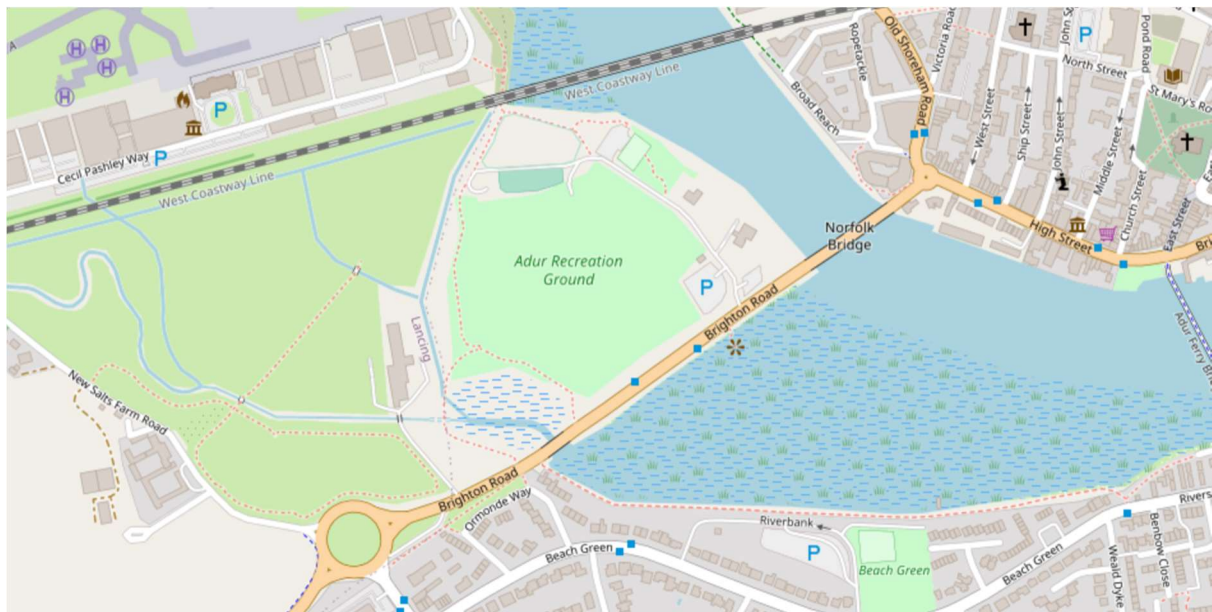 H
H
H
H
P
P
Cecil Pashley Way
West Coastway Line
West Coastway Line
Ropetackie
Broad Reach
Old Shoreham Road
Victoria Road
West Street
Ship Street
John Street
John
North Street
Pond Road
P
St Mary's
Middle Street
Church Street
East Street
High Street
Norfolk
Bridge
Adur Ferry
Adur Recreation
Ground
P
Brighton Road
Lancing
New Salts Farm Road
Brighton Road
Ormonde Way
Beach Green
Riverbank
P
Beach Green
Beach Green
Weald Dyke
Benbow Close